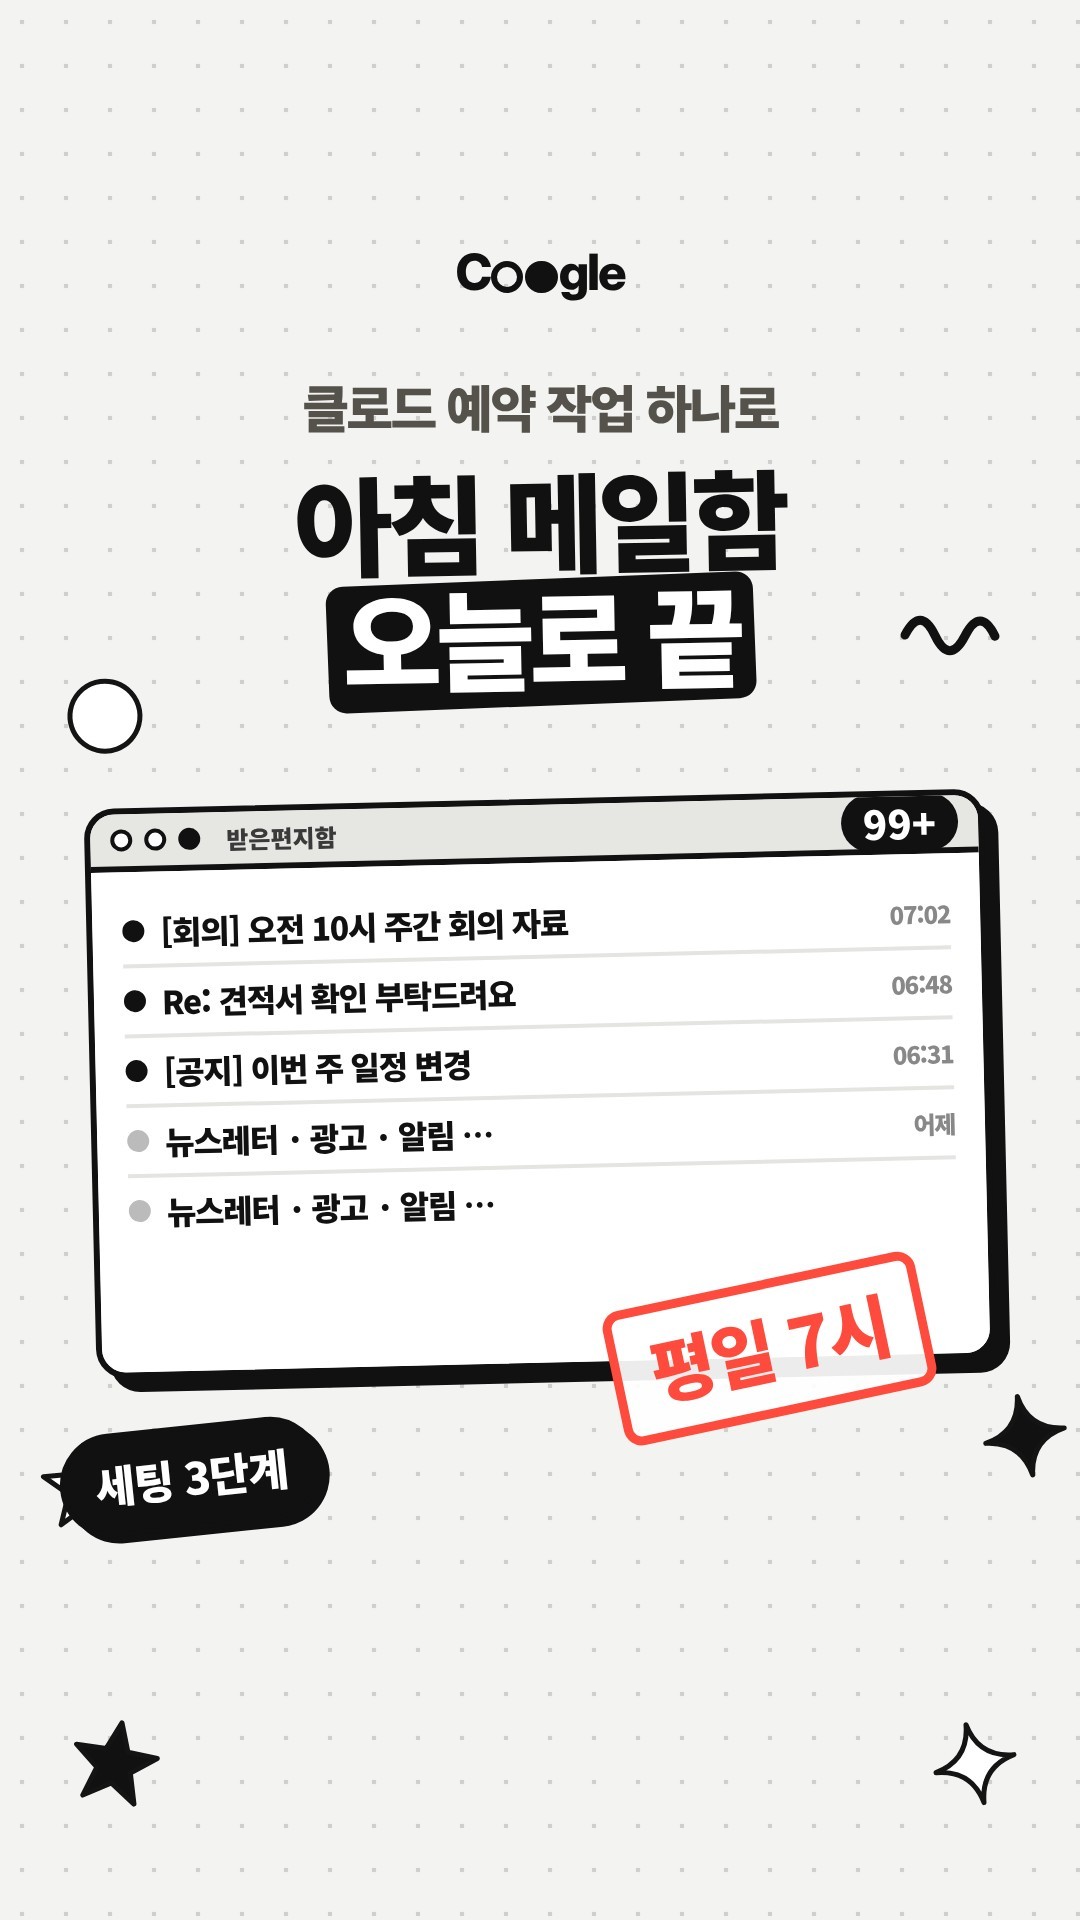 Coogle
클로드 예약 작업 하나로
아침 메일함
오늘로 끝
받은편지함
99+
[회의] 오전 10시 주간 회의 자료 07:02
Re: 견적서 확인 부탁드려요 06:48
[공지] 이번 주 일정 변경 06:31
뉴스레터 · 광고 · 알림 ⋯ 어제
뉴스레터 · 광고 · 알림 ⋯
평일 7시
세팅 3단계